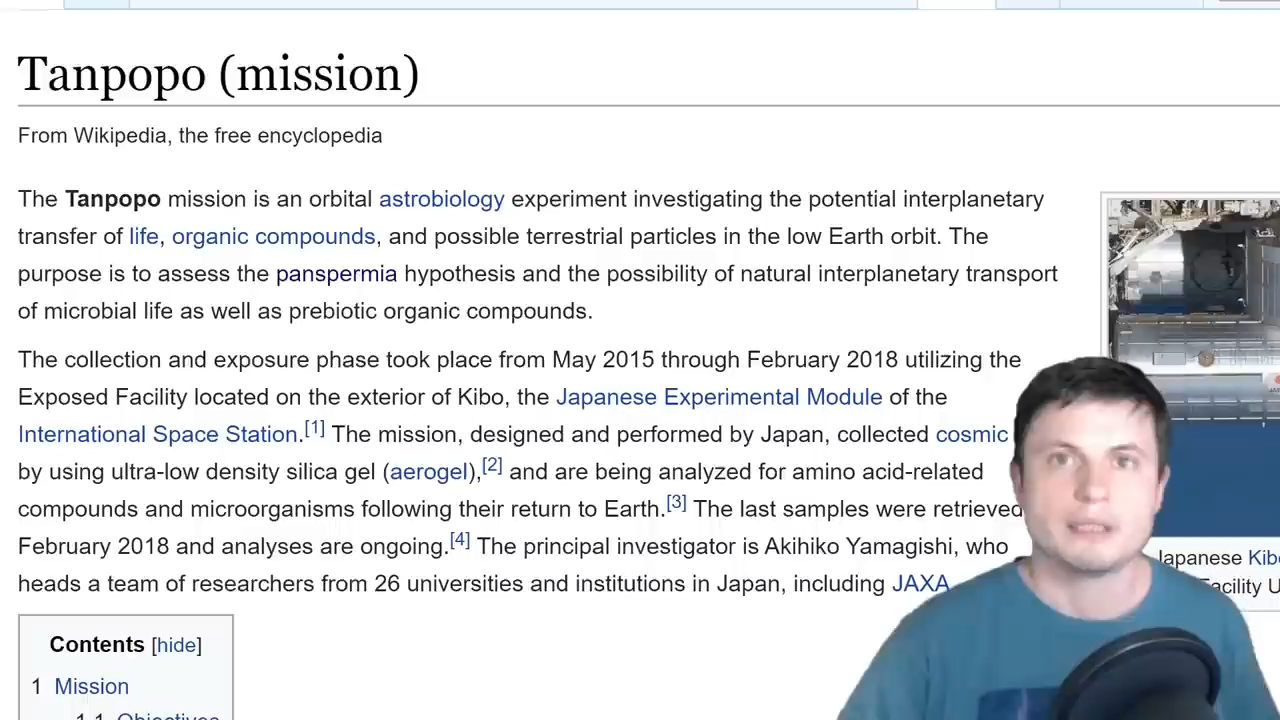 Tanpopo (mission)
From Wikipedia, the free encyclopedia
The Tanpopo mission is an orbital astrobiology experiment investigating the potential interplanetary
transfer of life, organic compounds, and possible terrestrial particles in the low Earth orbit. The
purpose is to assess the panspermia hypothesis and the possibility of natural interplanetary transport
of microbial life as well as prebiotic organic compounds.
The collection and exposure phase took place from May 2015 through February 2018 utilizing the
Exposed Facility located on the exterior of Kibo, the Japanese Experimental Module of the
International Space Station.[1] The mission, designed and performed by Japan, collected cosmic
by using ultra-low density silica gel (aerogel),[2] and are being analyzed for amino acid-related
compounds and microorganisms following their return to Earth.[3] The last samples were retrieved
February 2018 and analyses are ongoing.[4] The principal investigator is Akihiko Yamagishi, who
heads a team of researchers from 26 universities and institutions in Japan, including JAXA
Japanese Kibo
Facility U
Contents [hide]
1 Mission
1.1 Objectives